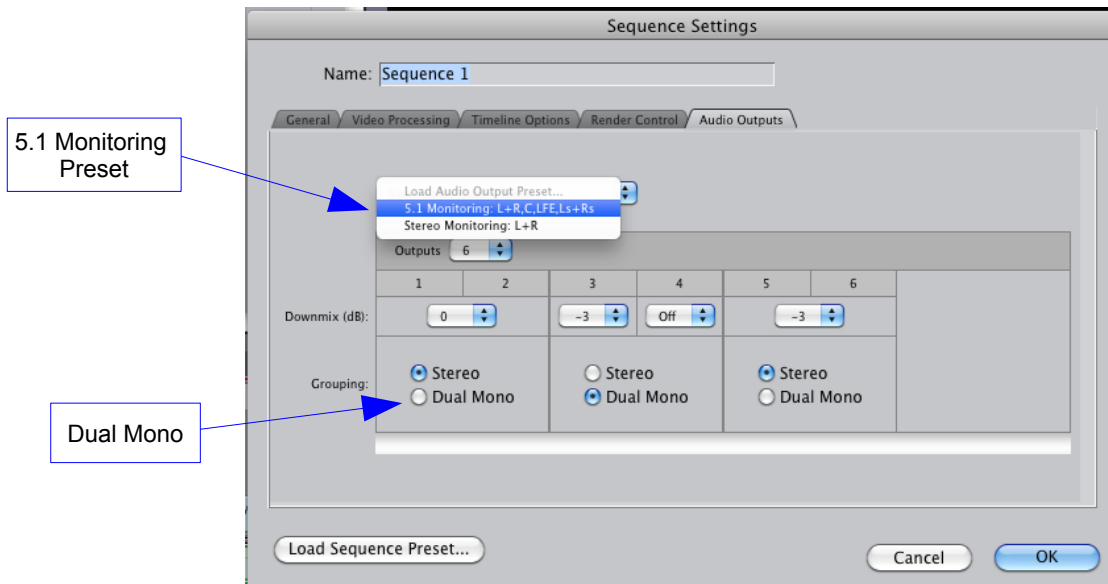 Sequence Settings
Name: Sequence 1
General Video Processing Timeline Options Render Control Audio Outputs
5.1 Monitoring
Preset
Load Audio Output Preset...
5.1 Monitoring: L+R,C,LFE,Ls+Rs
Stereo Monitoring: L+R
Outputs 6
1 2 3 4 5 6
Downmix (dB): 0 -3 Off -3
Grouping:
Stereo Stereo Stereo
Dual Mono Dual Mono Dual Mono
Dual Mono
Load Sequence Preset...
Cancel OK